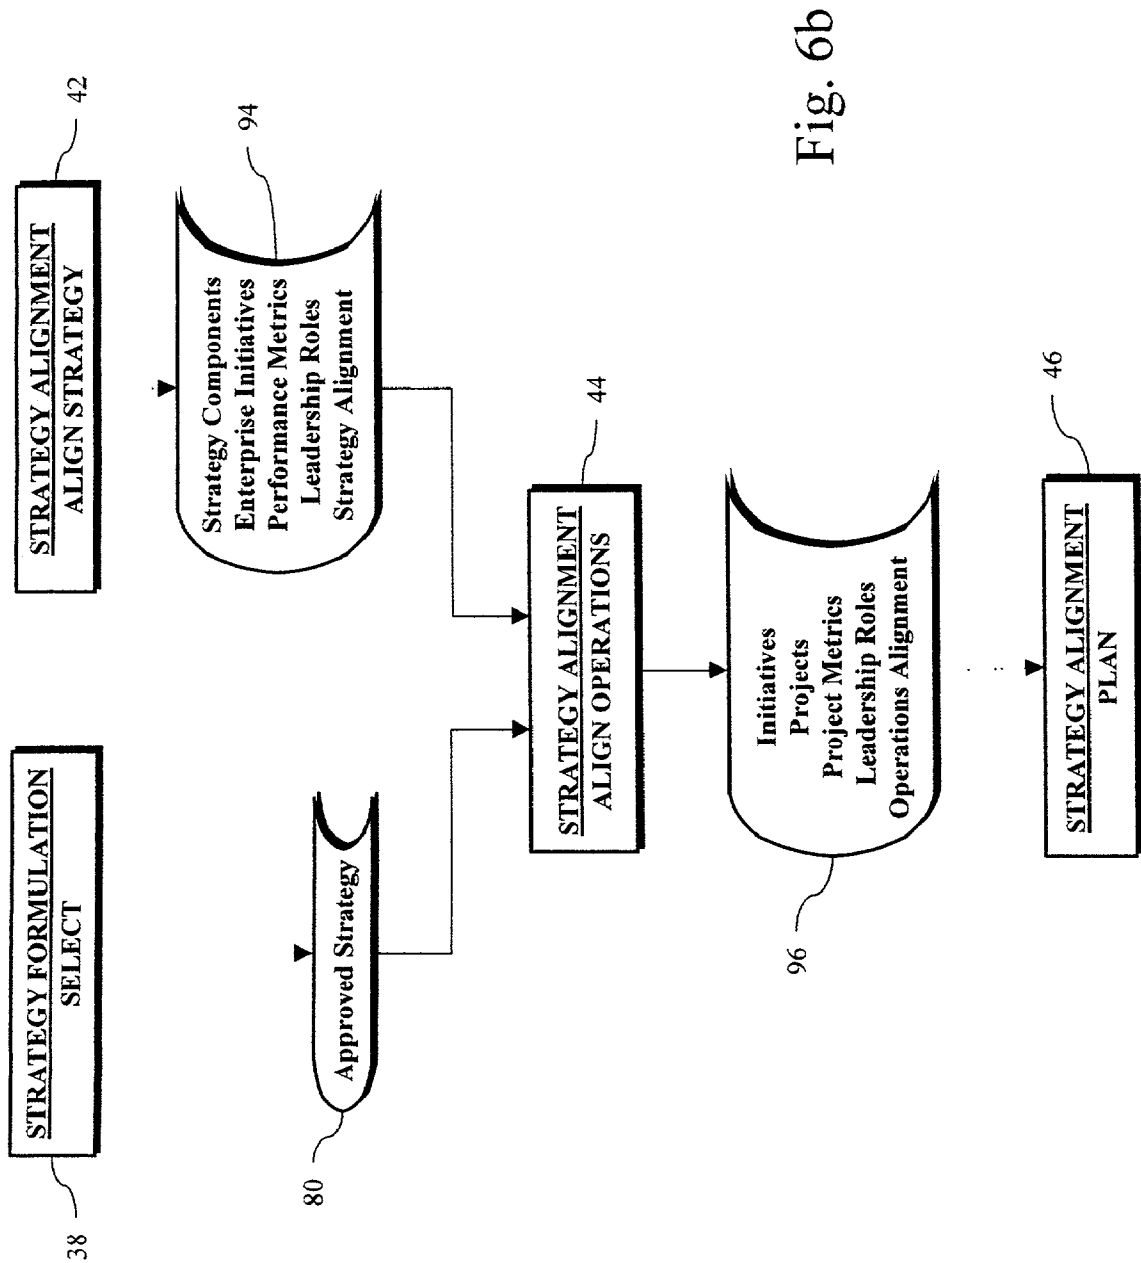 38
STRATEGY FORMULATION
SELECT
STRATEGY ALIGNMENT
ALIGN STRATEGY
42
80
Approved Strategy
Strategy Components
Enterprise Initiatives
Performance Metrics
Leadership Roles
Strategy Alignment
94
STRATEGY ALIGNMENT
ALIGN OPERATIONS
44
96
Initiatives
Projects
Project Metrics
Leadership Roles
Operations Alignment
STRATEGY ALIGNMENT
PLAN
46
Fig. 6b